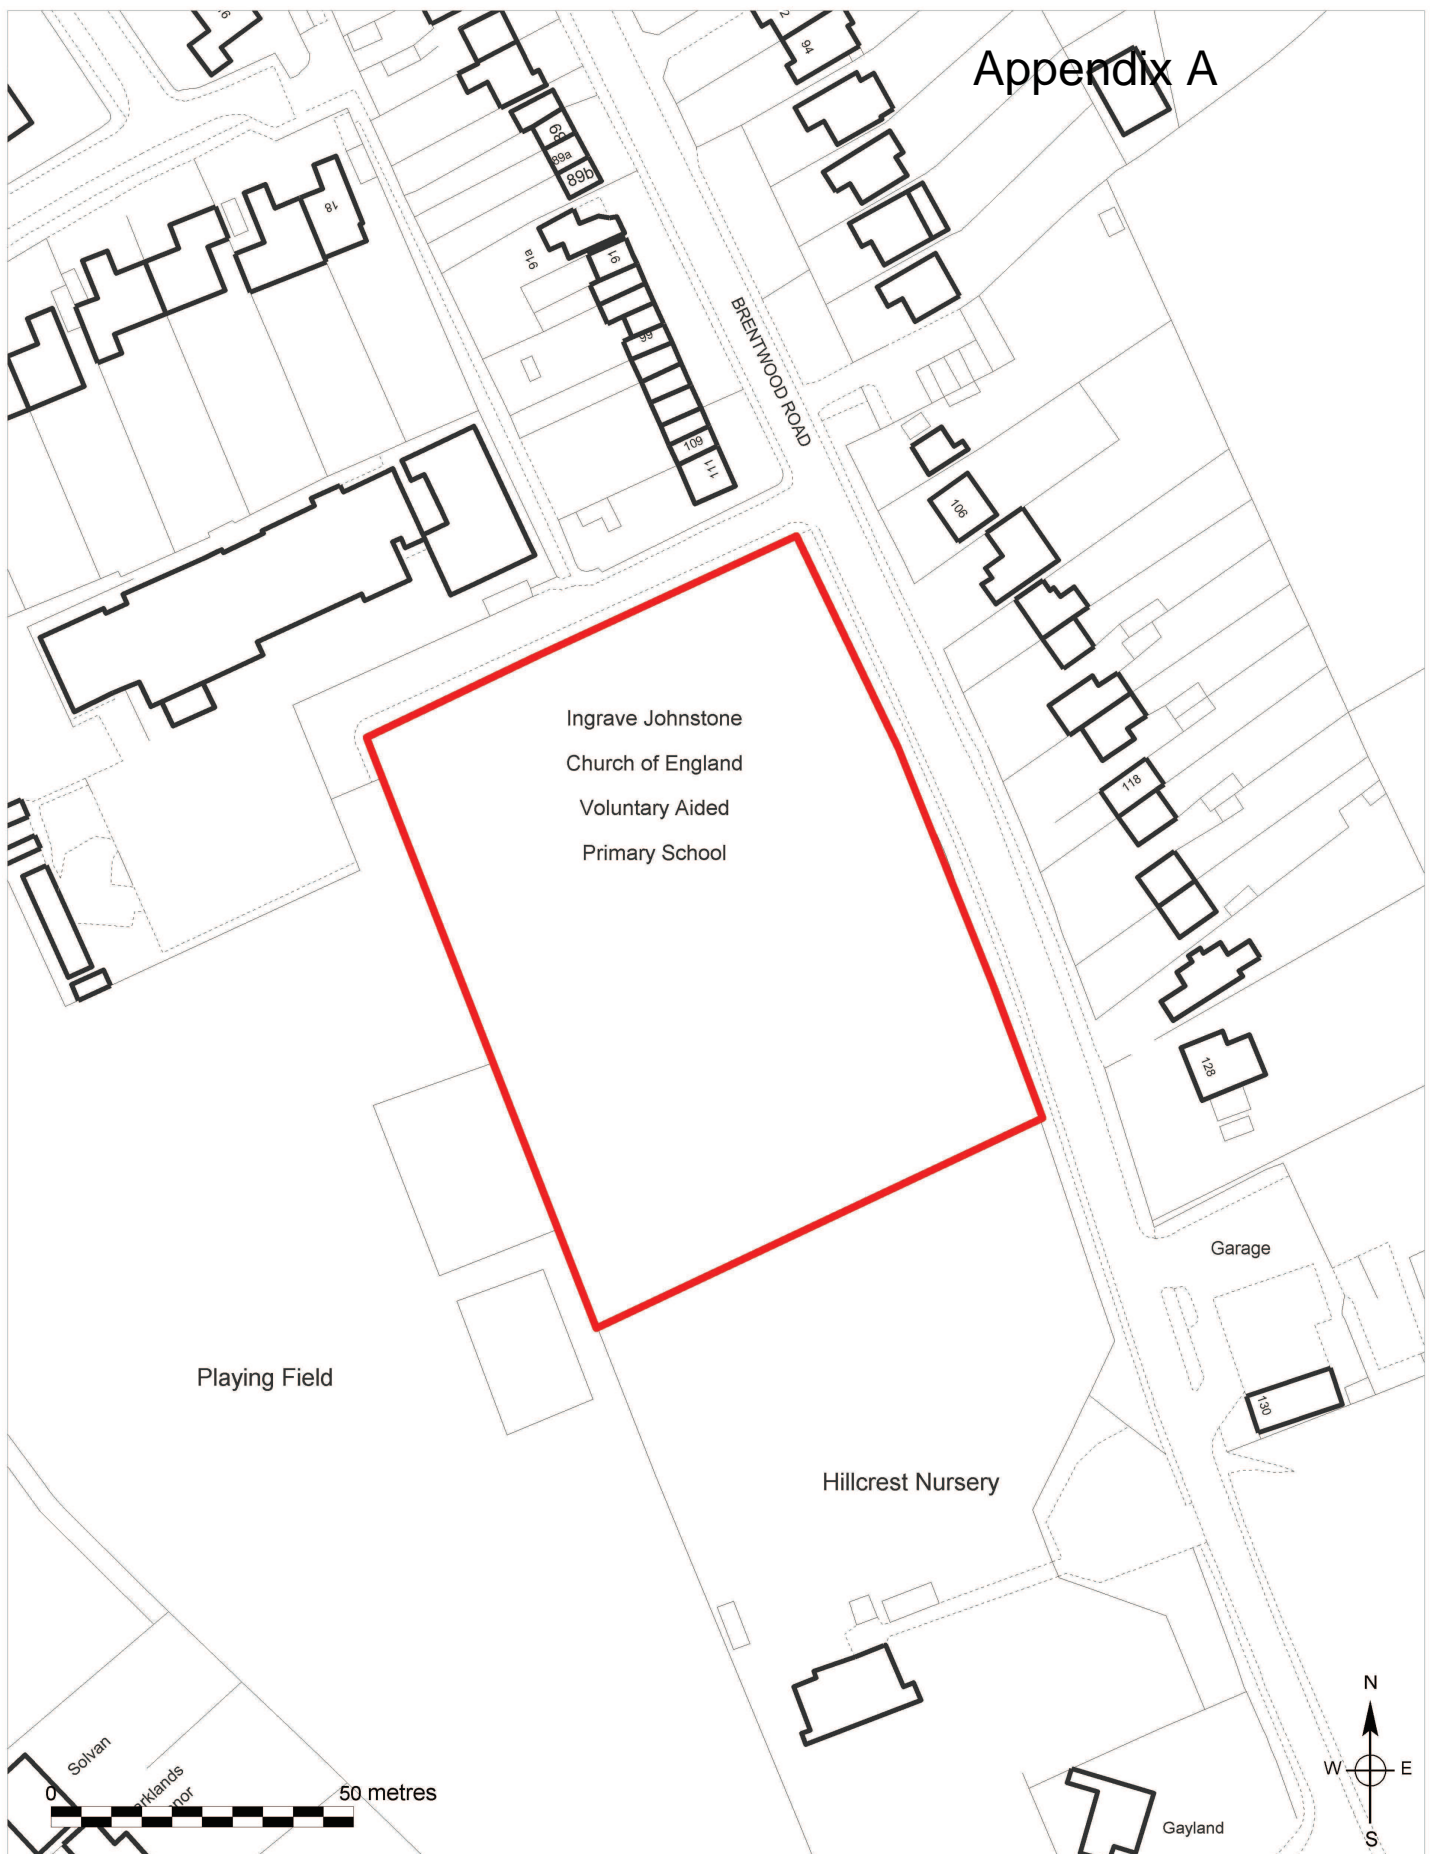 Appendix A
94
89
89a
89b
18
91a
91
99
BRENTWOOD ROAD
109
111
106
Ingrave Johnstone
Church of England
Voluntary Aided
Primary School
118
128
Garage
Playing Field
130
Hillcrest Nursery
Solvan
0
50 metres
N
W
E
S
Gayland